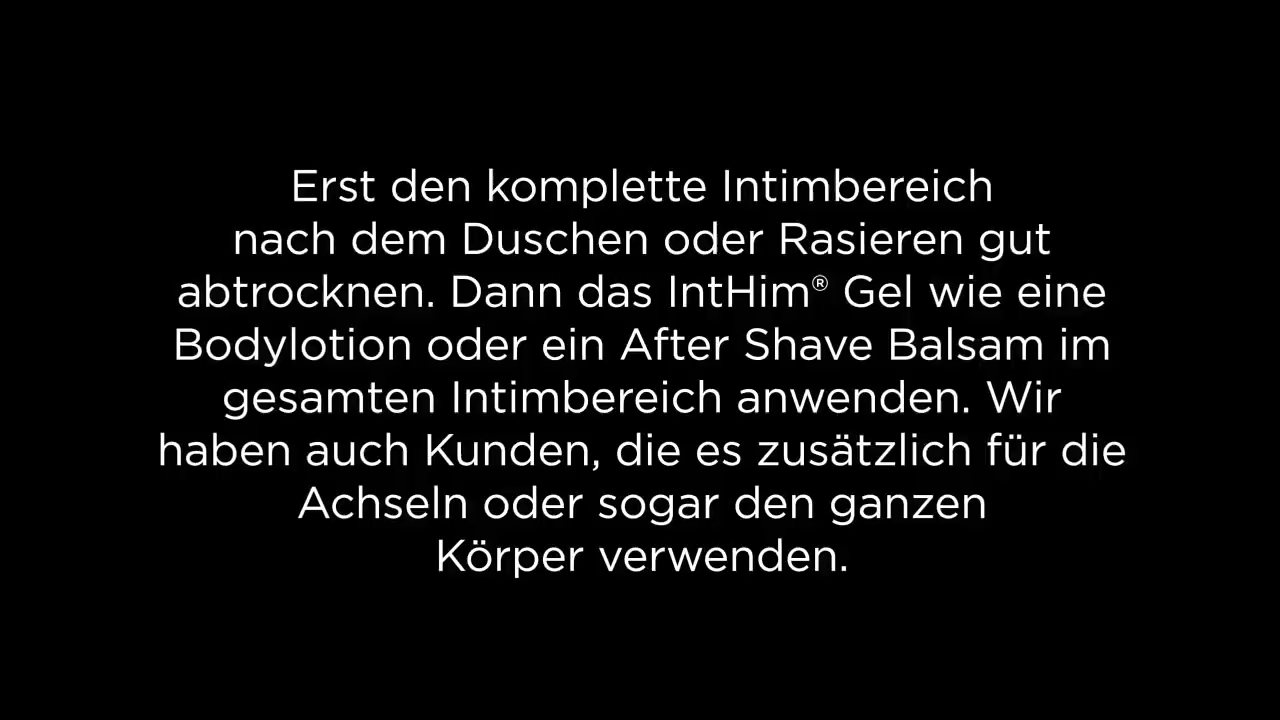 Erst den komplette Intimbereich
nach dem Duschen oder Rasieren gut
abtrocknen. Dann das IntHim® Gel wie eine
Bodylotion oder ein After Shave Balsam im
gesamten Intimbereich anwenden. Wir
haben auch Kunden, die es zusätzlich für die
Achseln oder sogar den ganzen
Körper verwenden.